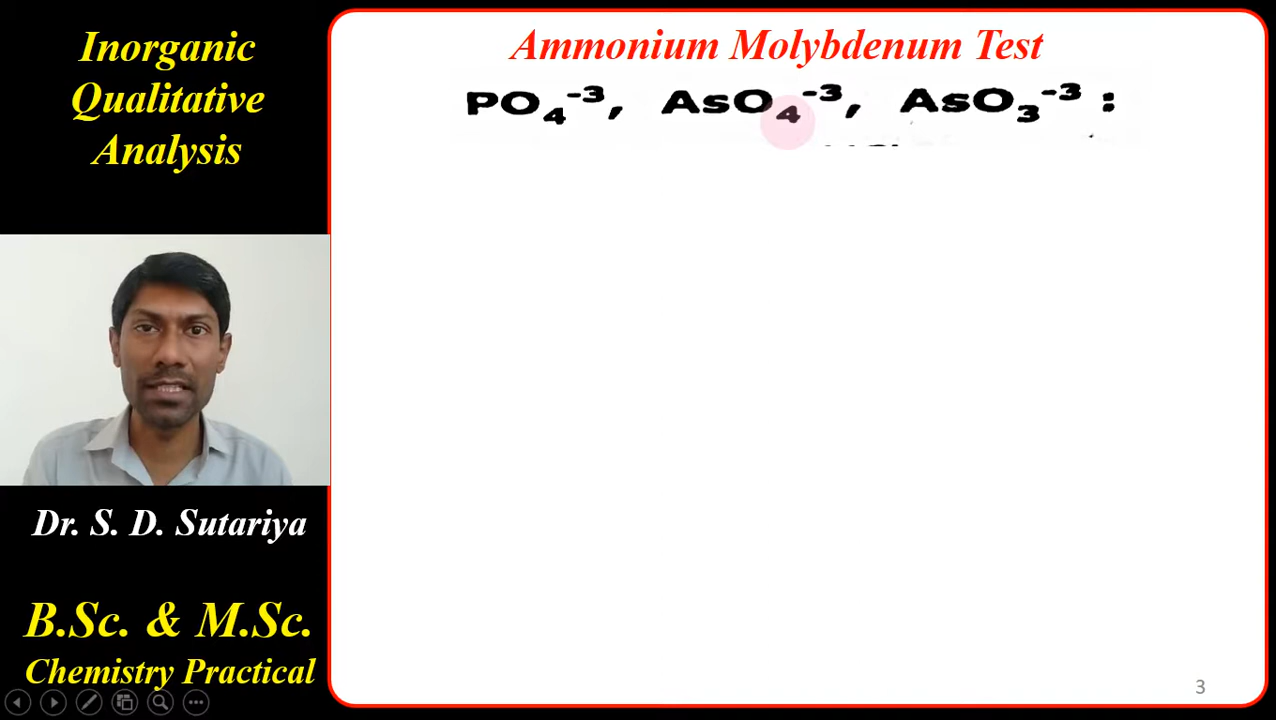 Inorganic
Qualitative
Analysis
Dr. S. D. Sutariya
B.Sc. & M.Sc.
Chemistry Practical
Ammonium Molybdenum Test
PO₄⁻³, AsO₄⁻³, AsO₃⁻³ :
3